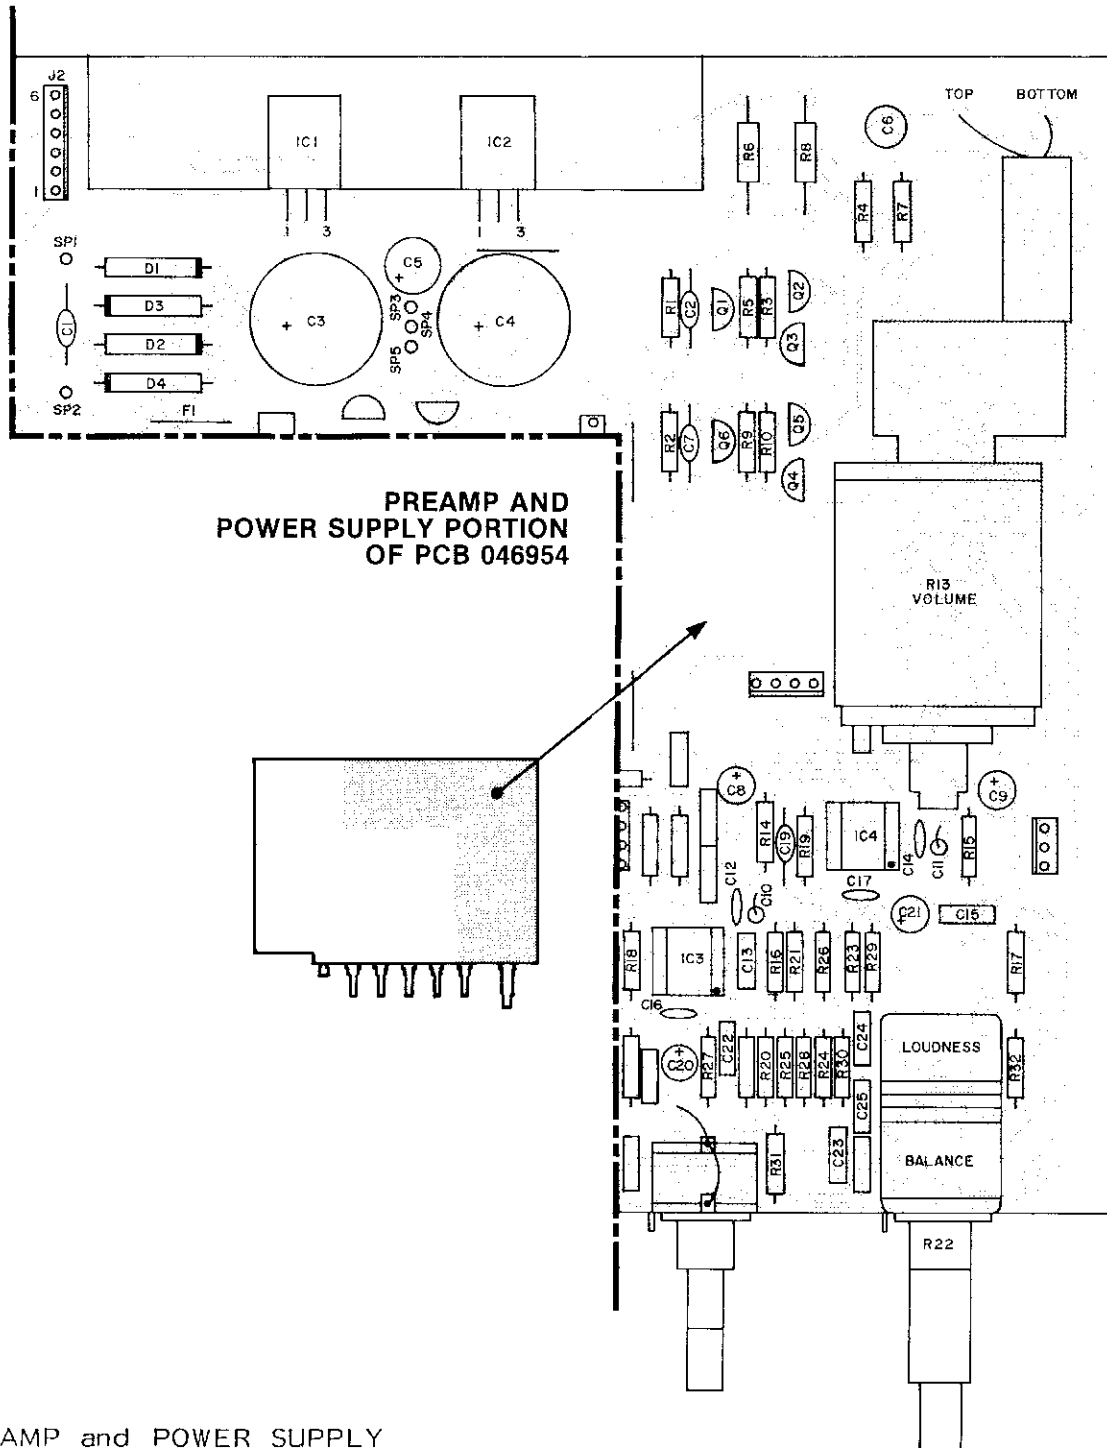 J2
6
1
IC1
IC2
1 3
1 3
TOP BOTTOM
C6
R6
R8
R4
R7
SP1
D1
D3
D2
D4
C1
SP2
F1
C3
C5
SP3
SP4
SP5
C4
R1
C2
Q1
R5
R3
Q2
Q3
R2
C7
Q6
R9
R10
Q5
Q4
PREAMP AND
POWER SUPPLY PORTION
OF PCB 046954
R13
VOLUME
C8
C9
R14
C19
R19
IC4
C14
C11
R15
C12
C10
C17
C21
C15
R18
IC3
C13
R16
R21
R26
R23
R29
R17
C16
C20
R27
C22
R20
R25
R28
R24
R30
C24
LOUDNESS
R32
C25
R31
C23
BALANCE
R22
AMP and POWER SUPPLY